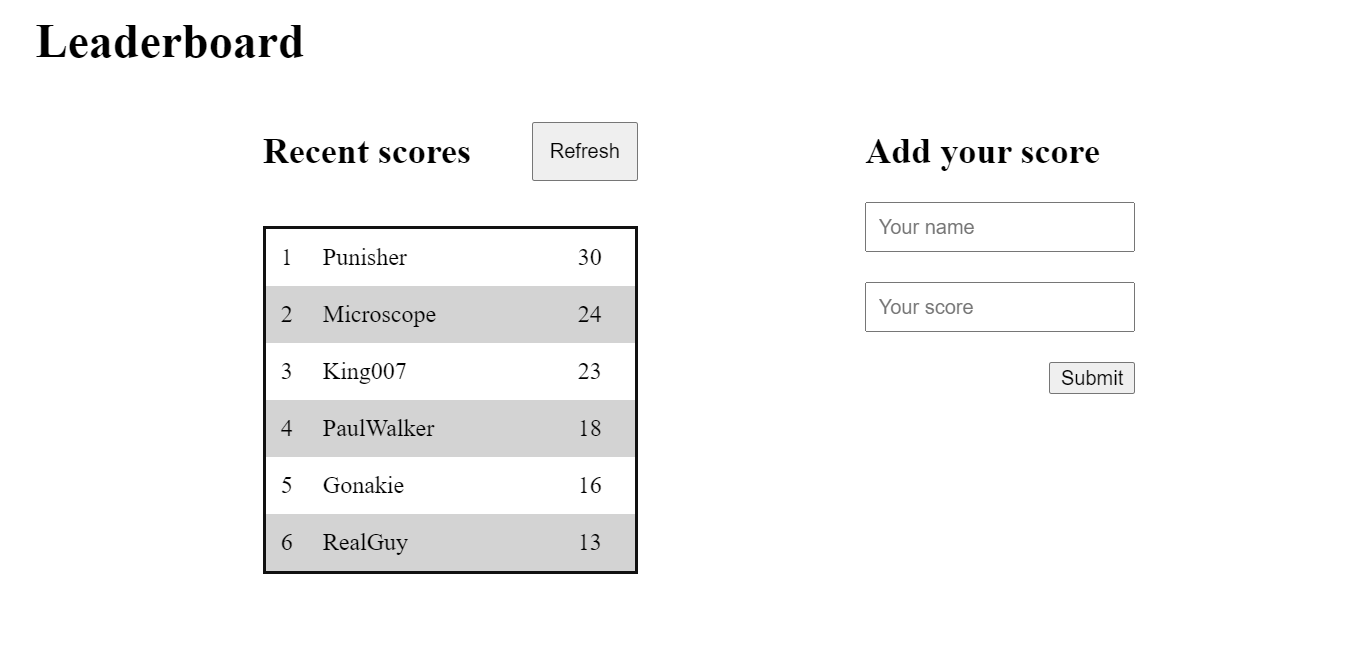 Leaderboard
Recent scores
Refresh
1 Punisher 30
2 Microscope 24
3 King007 23
4 PaulWalker 18
5 Gonakie 16
6 RealGuy 13
Add your score
Your name
Your score
Submit